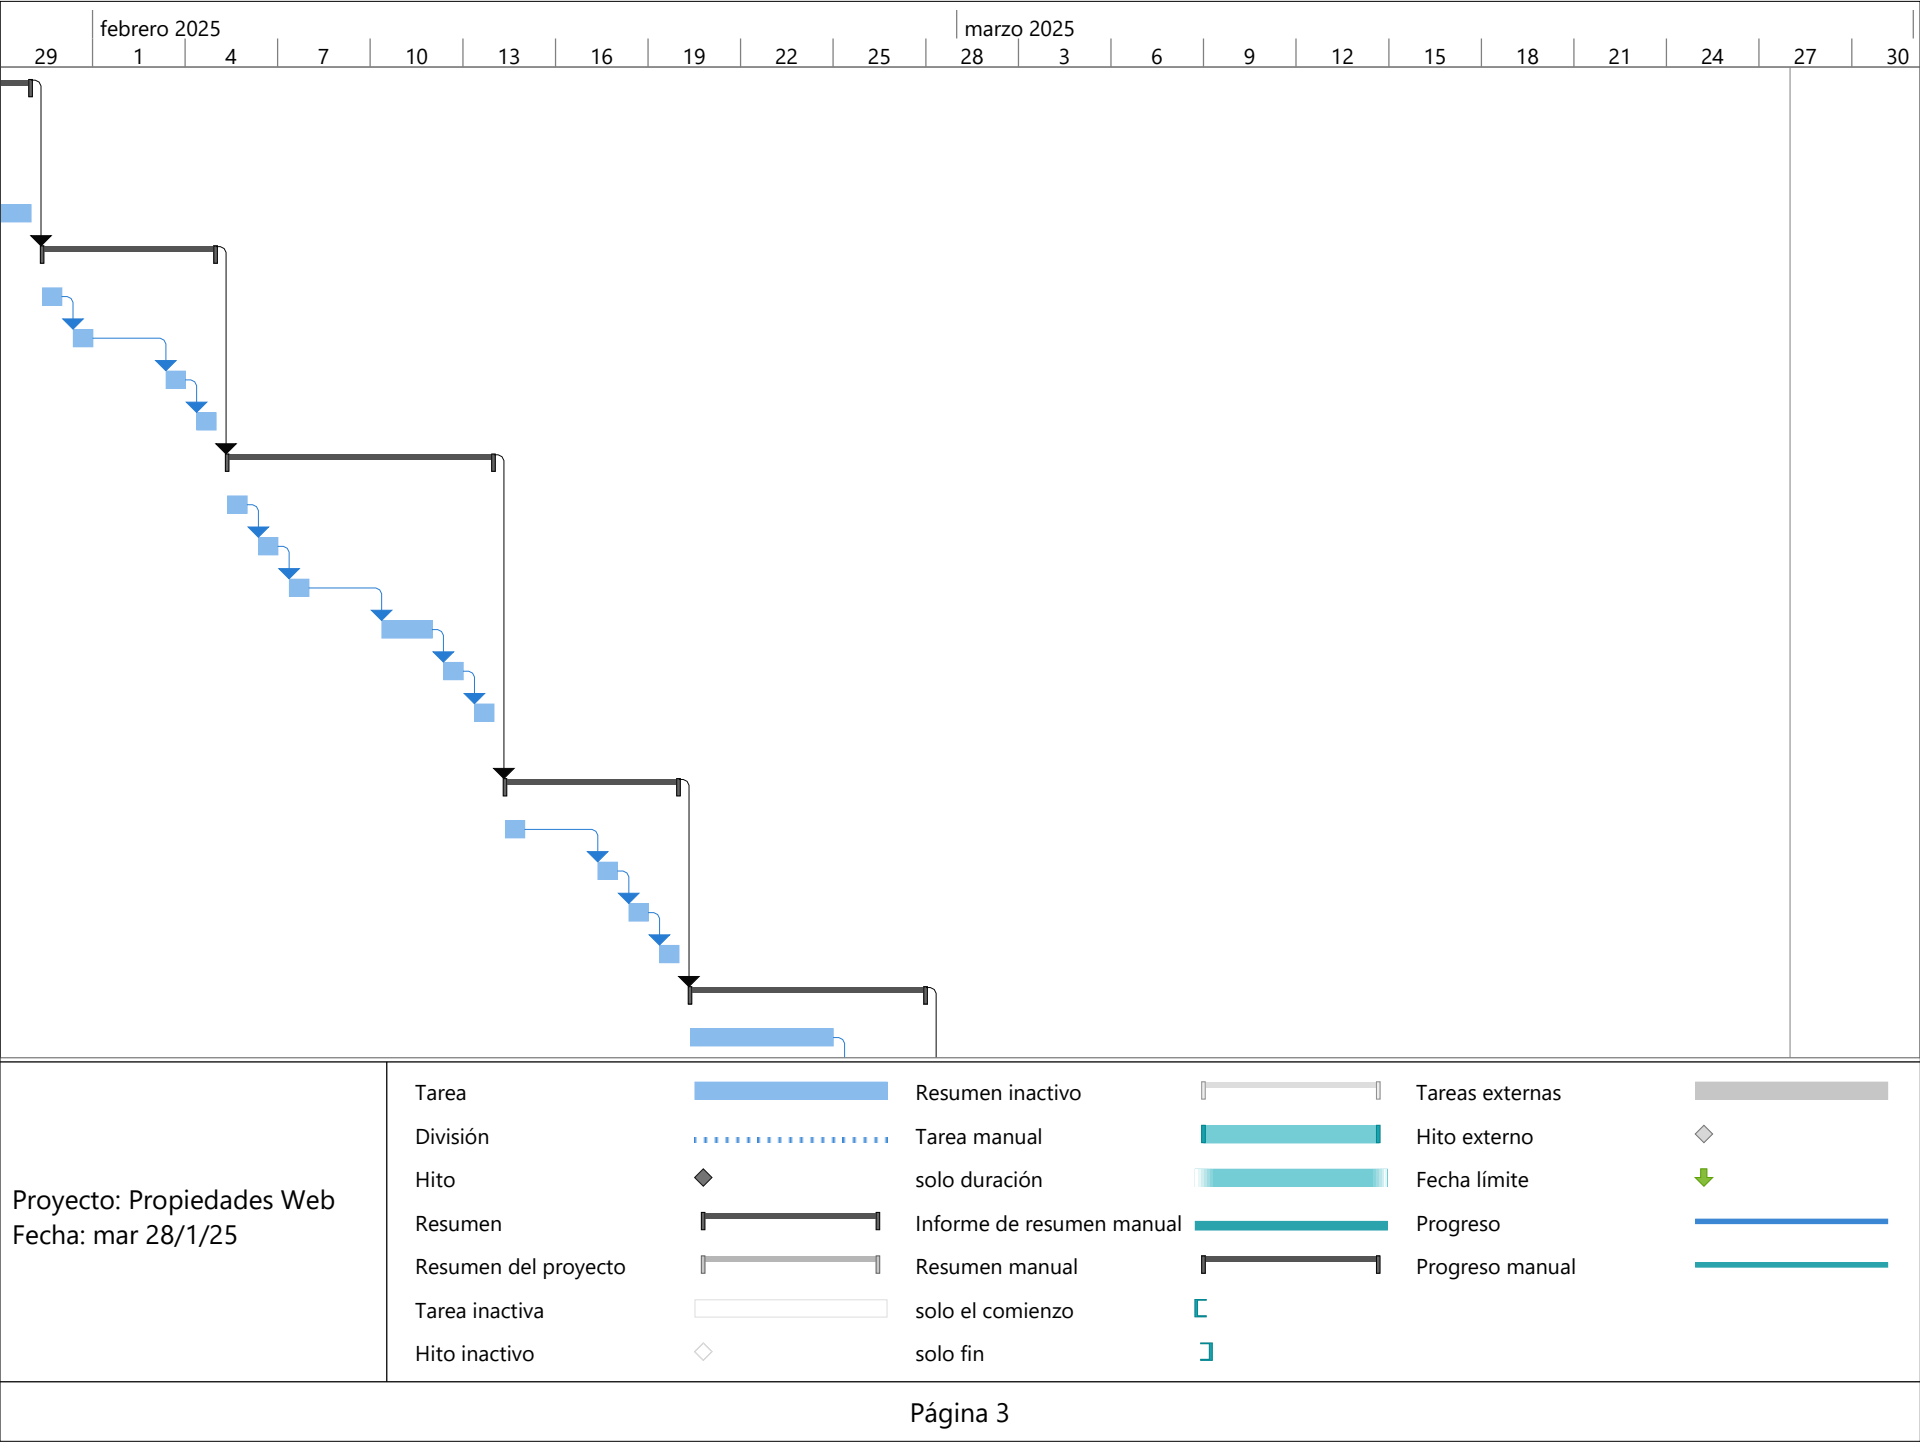 febrero 2025
marzo 2025
29 1 4 7 10 13 16 19 22 25 28 3 6 9 12 15 18 21 24 27 30
Proyecto: Propiedades Web
Fecha: mar 28/1/25
Tarea
División
Hito
Resumen
Resumen del proyecto
Tarea inactiva
Hito inactivo
Resumen inactivo
Tarea manual
solo duración
Informe de resumen manual
Resumen manual
solo el comienzo
solo fin
Tareas externas
Hito externo
Fecha límite
Progreso
Progreso manual
Página 3